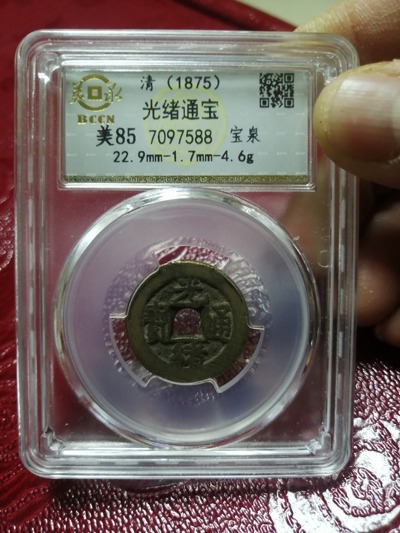 清（1875）
光绪通宝
BCCN
美85 7097588 宝泉
22.9mm-1.7mm-4.6g
光
寳 通
緒